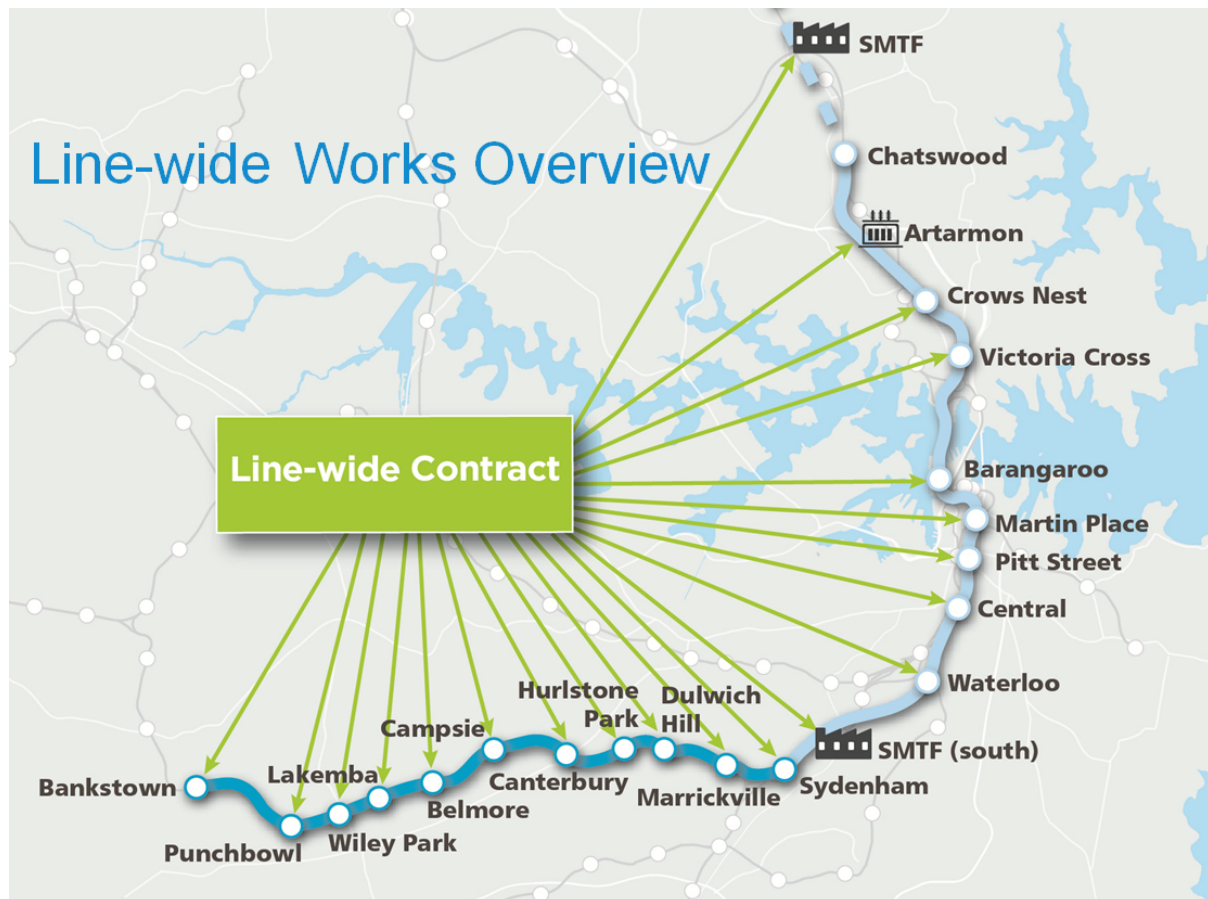 SMTF
Line-wide Works Overview
Chatswood
Artarmon
Crows Nest
Victoria Cross
Line-wide Contract
Barangaroo
Martin Place
Pitt Street
Central
Waterloo
Hurlstone
Park
Dulwich
Hill
Campsie
SMTF (south)
Lakemba
Bankstown
Canterbury
Sydenham
Marrickville
Belmore
Wiley Park
Punchbowl